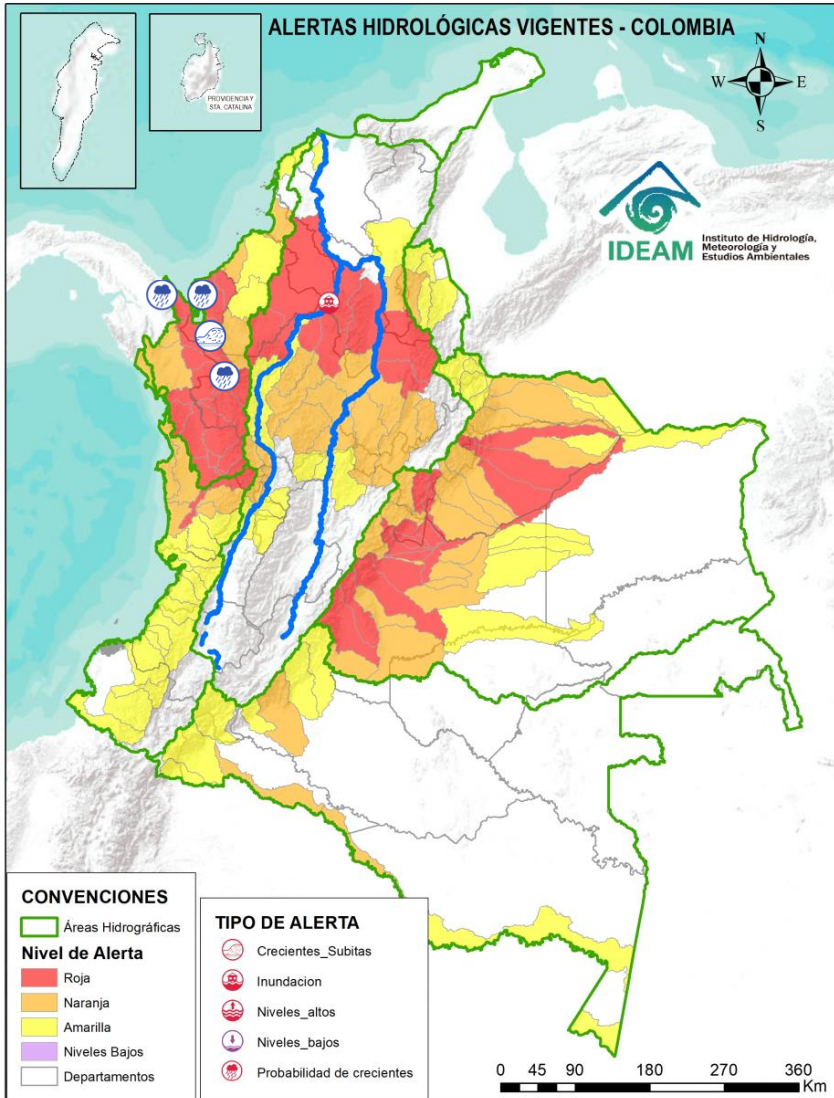 ALERTAS HIDROLÓGICAS VIGENTES - COLOMBIA
PROVIDENCIA Y
STA. CATALINA
N
W
E
S
IDEAM
Instituto de Hidrología,
Meteorología y
Estudios Ambientales
CONVENCIONES
Áreas Hidrográficas
Nivel de Alerta
Roja
Naranja
Amarilla
Niveles Bajos
Departamentos
TIPO DE ALERTA
Crecientes_Subitas
Inundacion
Niveles_altos
Niveles_bajos
Probabilidad de crecientes
0 45 90 180 270 360
Km